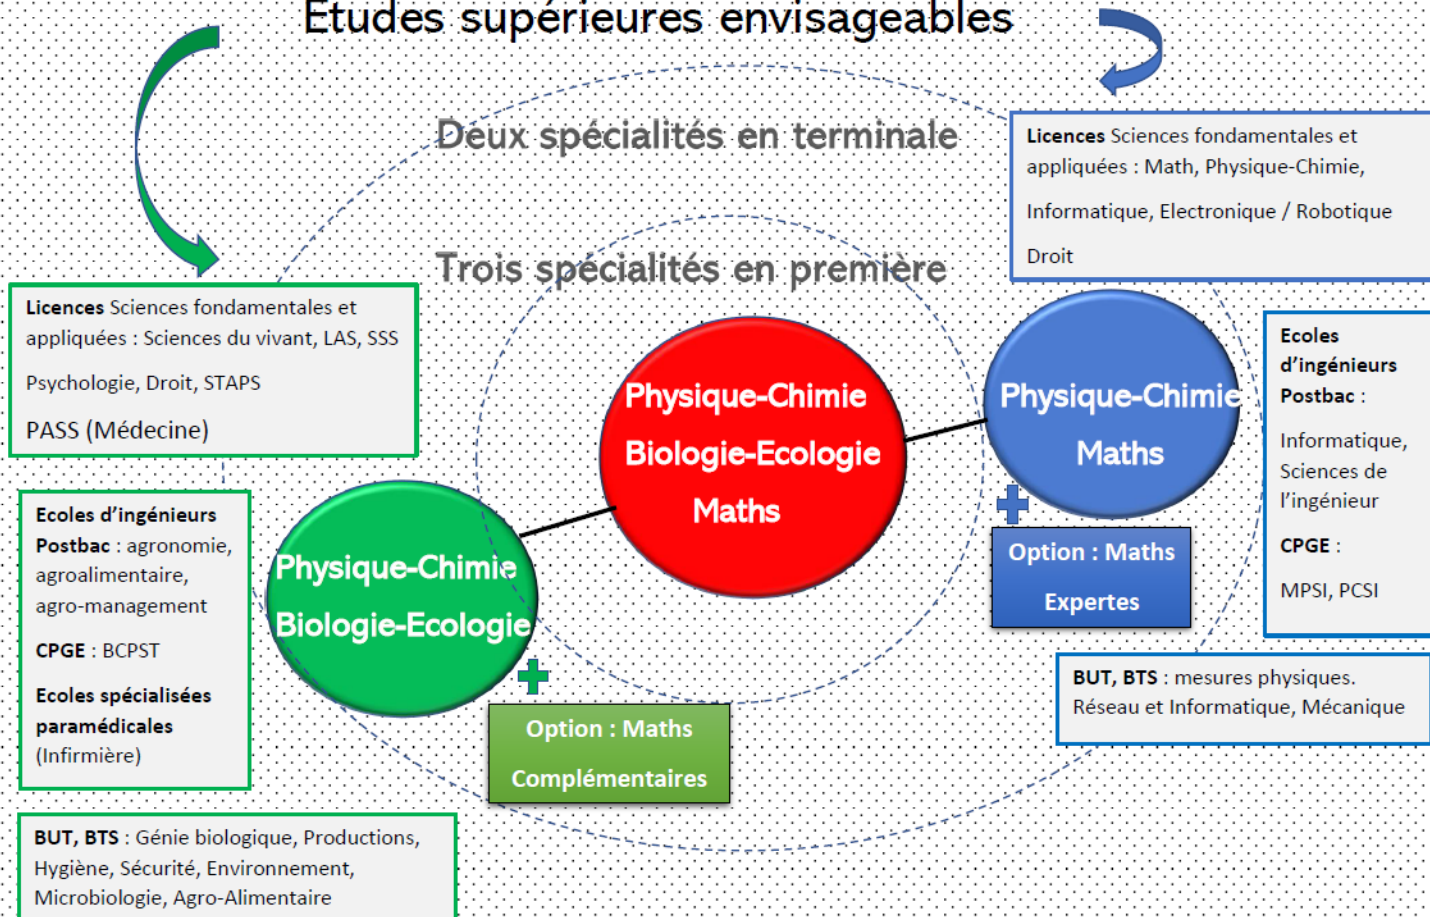 Etudes supérieures envisageables
Deux spécialités en terminale
Trois spécialités en première
Licences Sciences fondamentales et
appliquées : Math, Physique-Chimie,
Informatique, Electronique / Robotique
Droit
Licences Sciences fondamentales et
appliquées : Sciences du vivant, LAS, SSS
Psychologie, Droit, STAPS
PASS (Médecine)
Physique-Chimie
Biologie-Ecologie
Maths
Physique-Chimie
Maths
Ecoles
d’ingénieurs
Postbac :
Informatique,
Sciences de
l’ingénieur
CPGE :
MPSI, PCSI
Ecoles d’ingénieurs
Postbac : agronomie,
agroalimentaire,
agro-management
CPGE : BCPST
Ecoles spécialisées
paramédicales
(Infirmière)
Physique-Chimie
Biologie-Ecologie
Option : Maths
Expertes
Option : Maths
Complémentaires
BUT, BTS : mesures physiques.
Réseau et Informatique, Mécanique
BUT, BTS : Génie biologique, Productions,
Hygiène, Sécurité, Environnement,
Microbiologie, Agro-Alimentaire